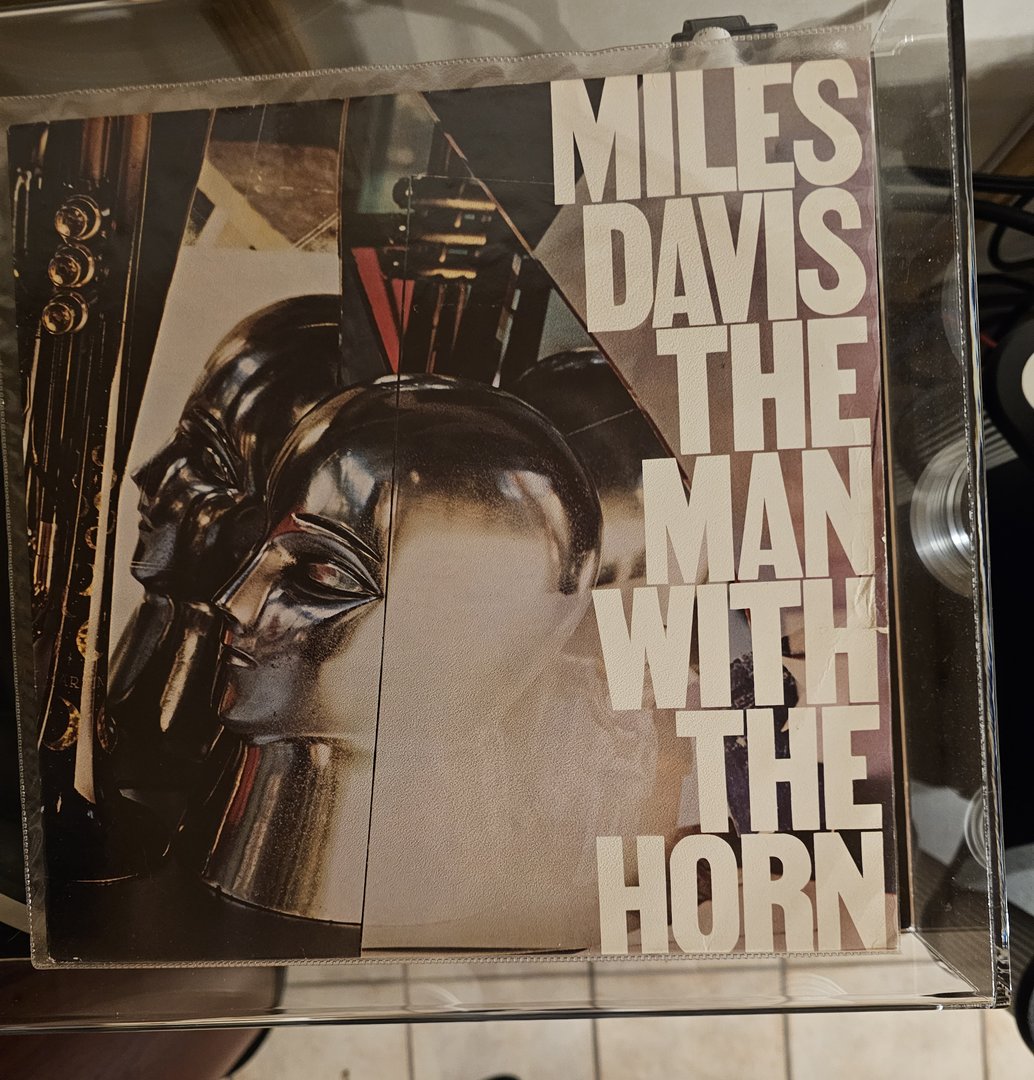 MILES
DAVIS
THE
MAN
WITH
THE
HORN